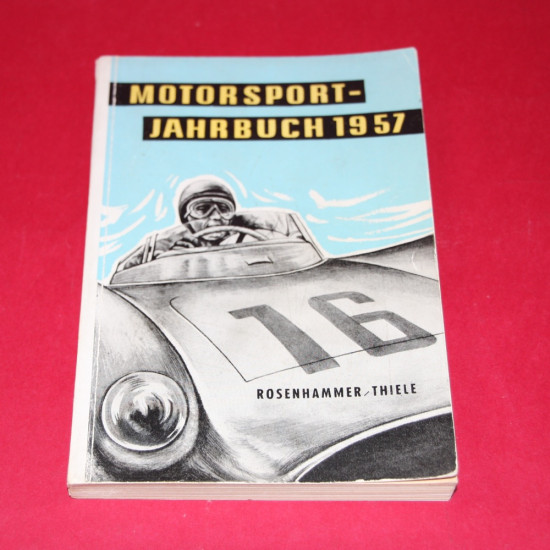 MOTORSPORT-
JAHRBUCH 1957
16
ROSENHAMMER/THIELE